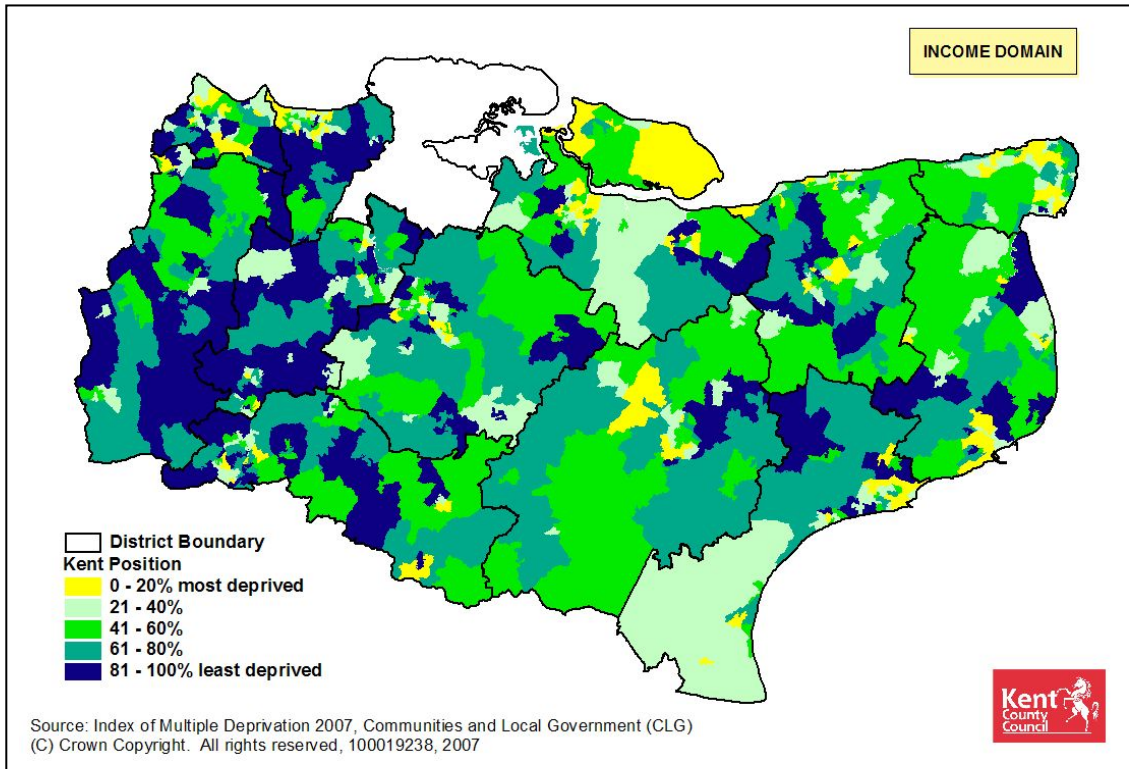 INCOME DOMAIN
District Boundary
Kent Position
0 - 20% most deprived
21 - 40%
41 - 60%
61 - 80%
81 - 100% least deprived
Source: Index of Multiple Deprivation 2007, Communities and Local Government (CLG)
(C) Crown Copyright.  All rights reserved, 100019238, 2007
Kent
County
Council